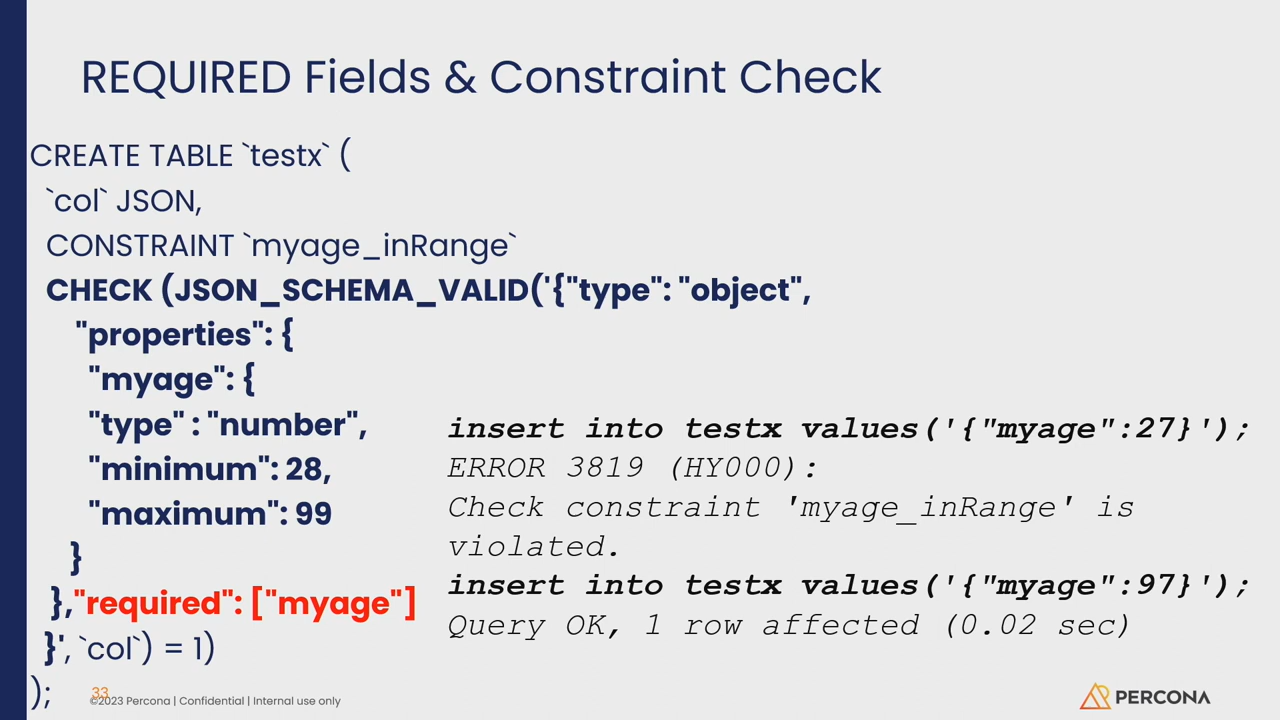 REQUIRED Fields & Constraint Check
CREATE TABLE `testx` (
`col` JSON,
CONSTRAINT `myage_inRange`
CHECK (JSON_SCHEMA_VALID('{"type": "object",
"properties": {
"myage": {
"type" : "number",
"minimum": 28,
"maximum": 99
}
},"required": ["myage"]
}', `col`) = 1)
);
insert into testx values('{"myage":27}');
ERROR 3819 (HY000):
Check constraint 'myage_inRange' is
violated.
insert into testx values('{"myage":97}');
Query OK, 1 row affected (0.02 sec)
33
©2023 Percona | Confidential | Internal use only
PERCONA